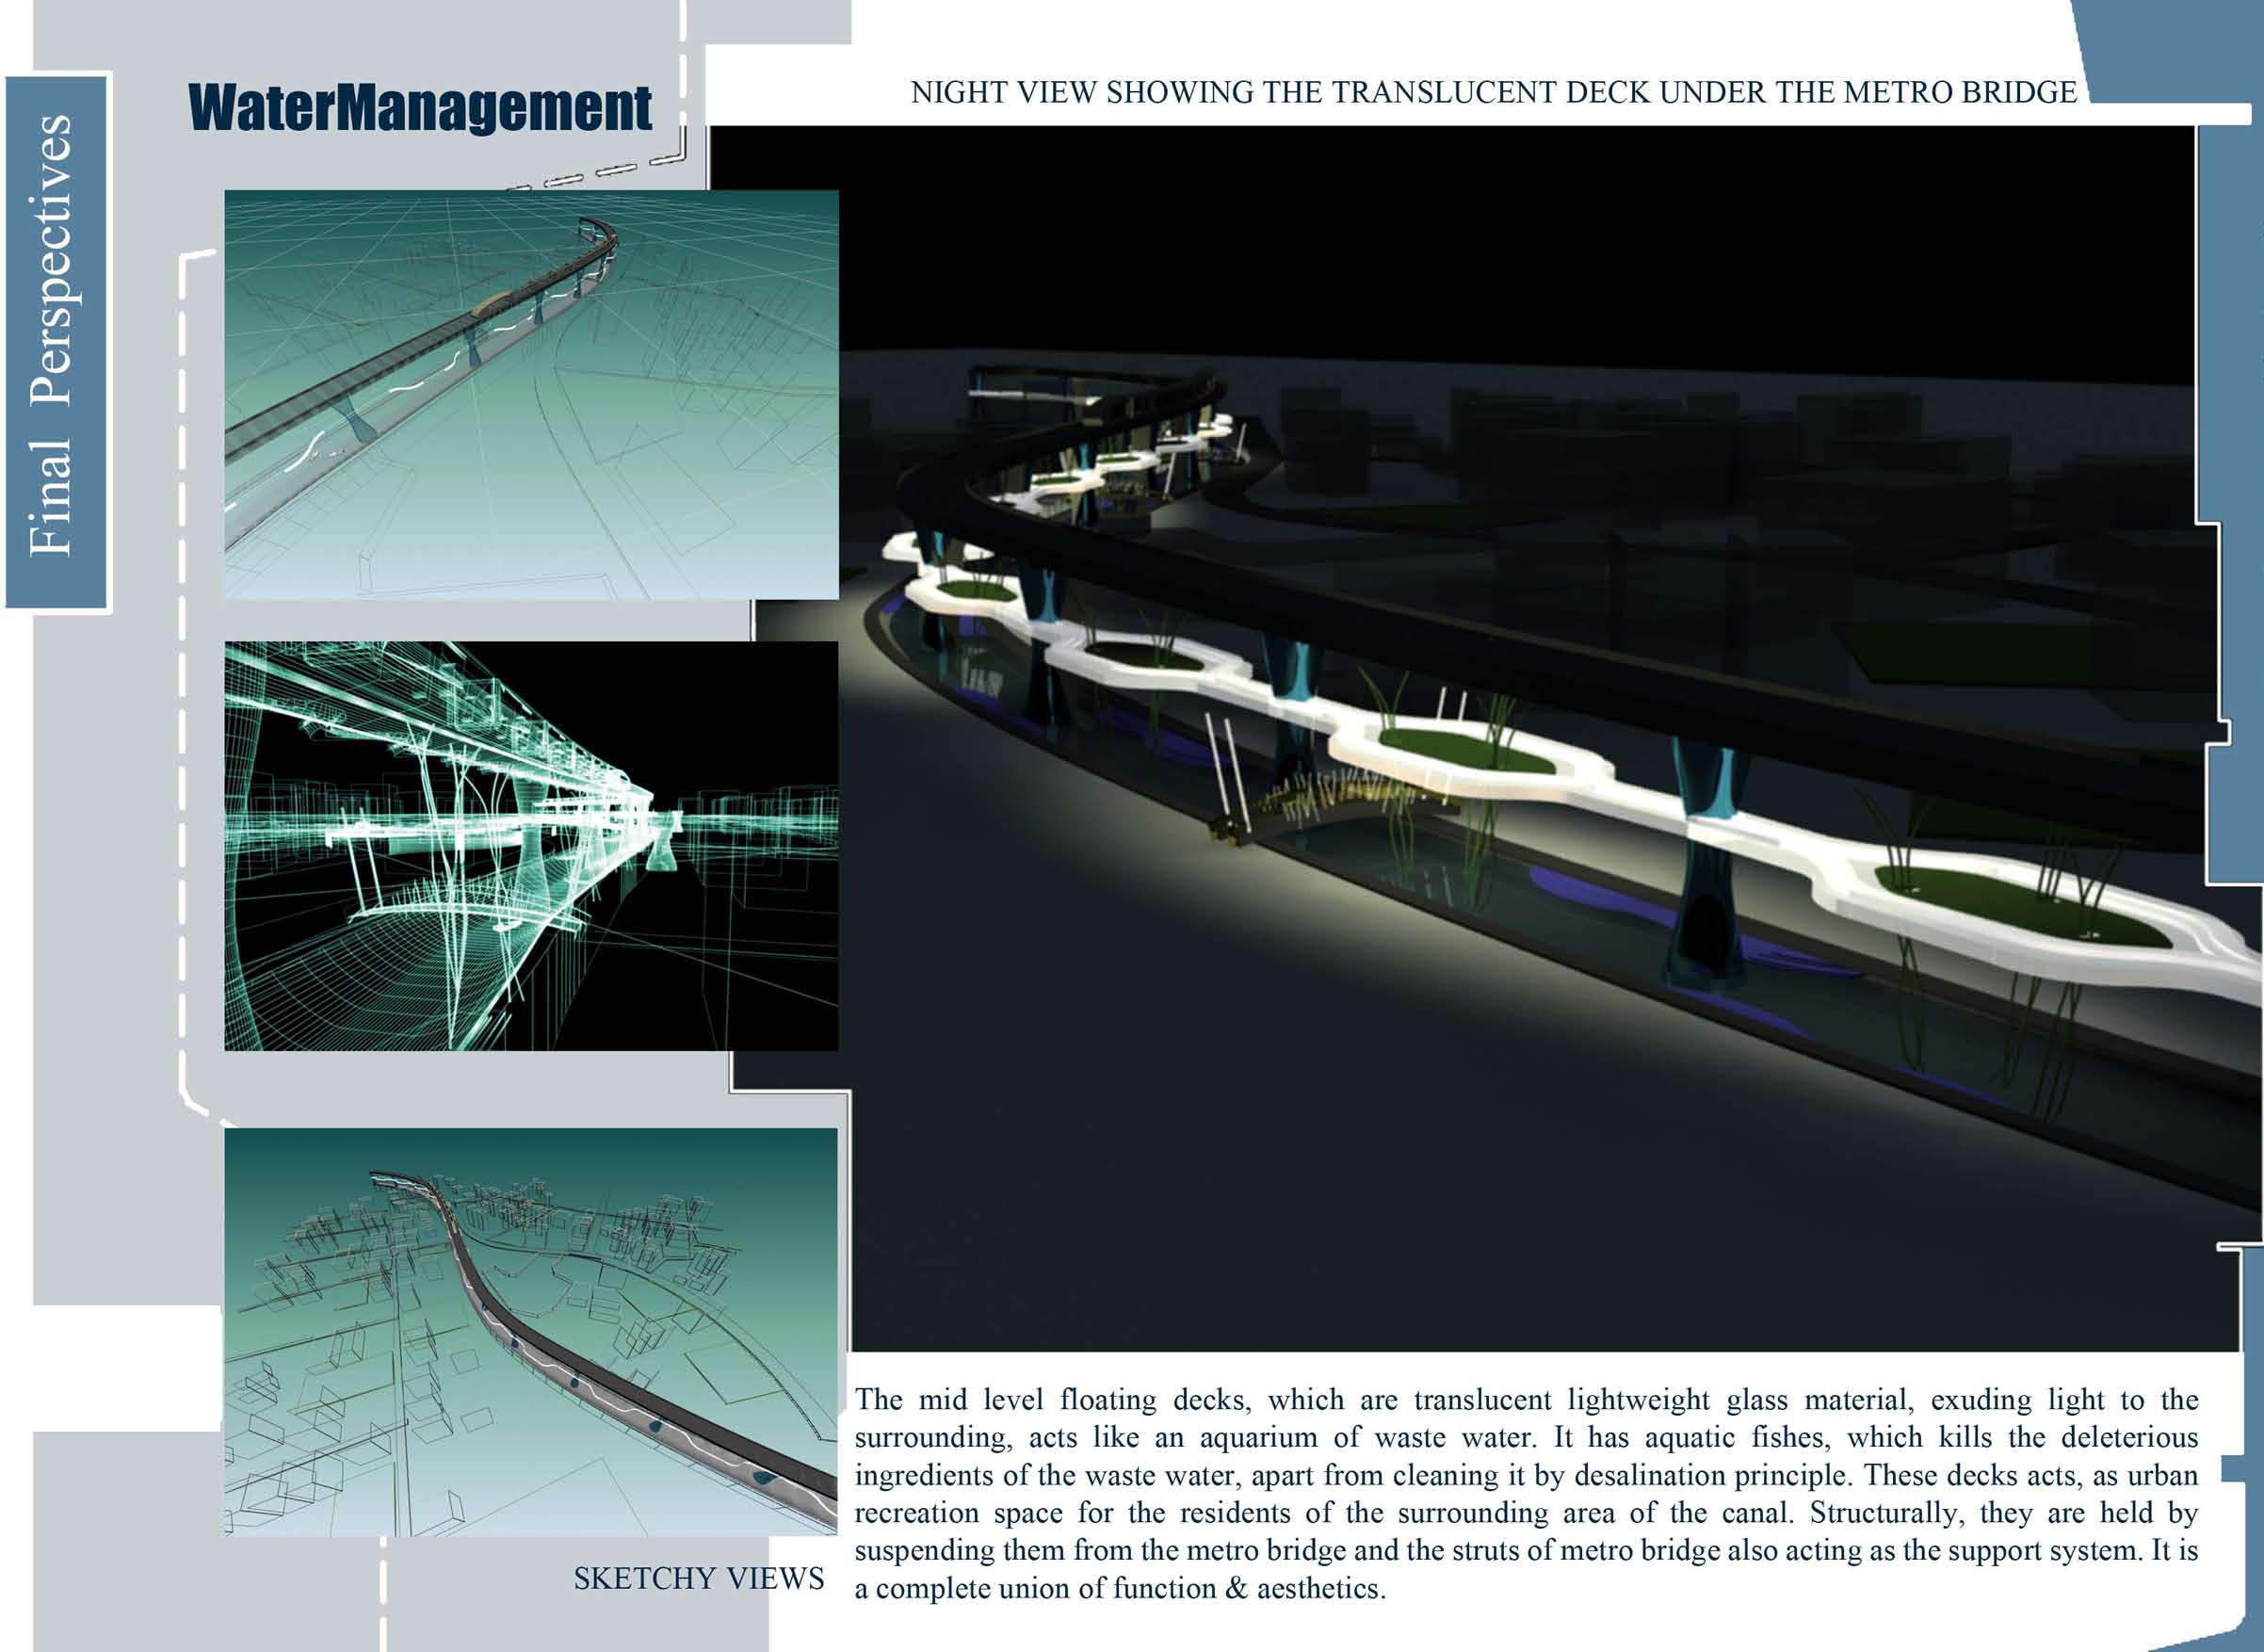 Final Perspectives
WaterManagement
NIGHT VIEW SHOWING THE TRANSLUCENT DECK UNDER THE METRO BRIDGE
SKETCHY VIEWS
The mid level floating decks, which are translucent lightweight glass material, exuding light to the
surrounding, acts like an aquarium of waste water. It has aquatic fishes, which kills the deleterious
ingredients of the waste water, apart from cleaning it by desalination principle. These decks acts, as urban
recreation space for the residents of the surrounding area of the canal. Structurally, they are held by
suspending them from the metro bridge and the struts of metro bridge also acting as the support system. It is
a complete union of function & aesthetics.